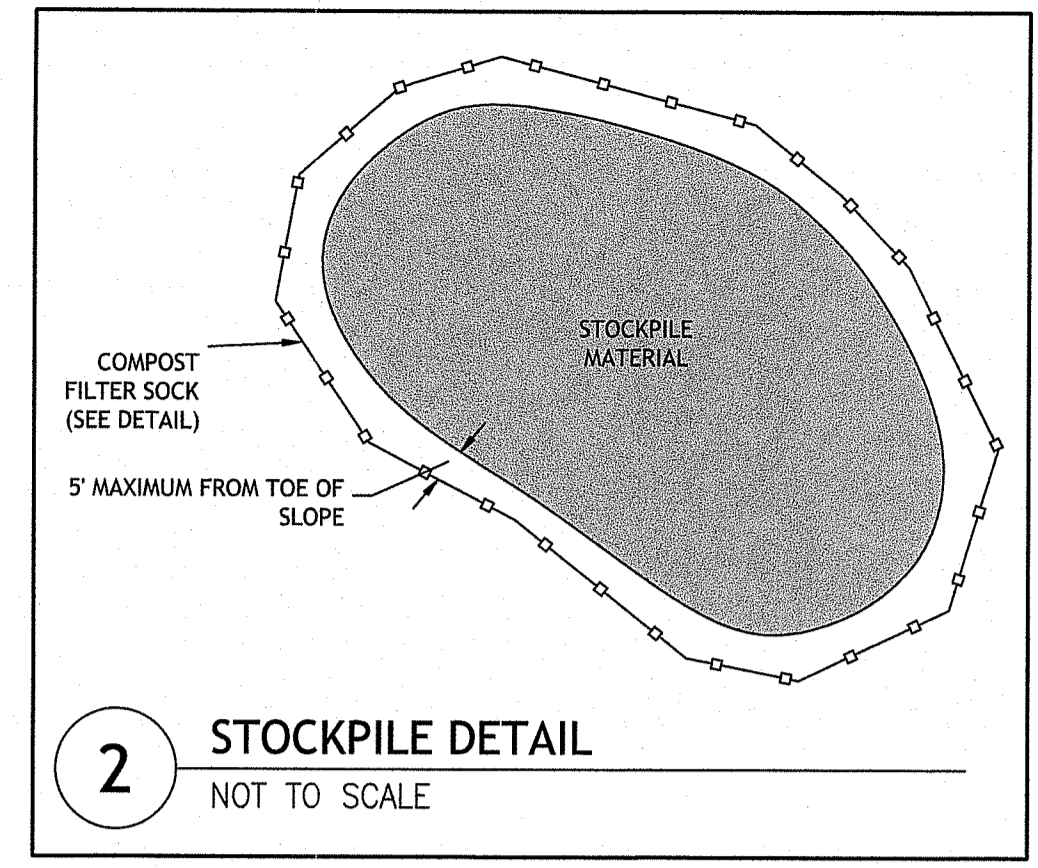 STOCKPILE
MATERIAL
COMPOST
FILTER SOCK
(SEE DETAIL)
5' MAXIMUM FROM TOE OF
SLOPE
2
STOCKPILE DETAIL
NOT TO SCALE